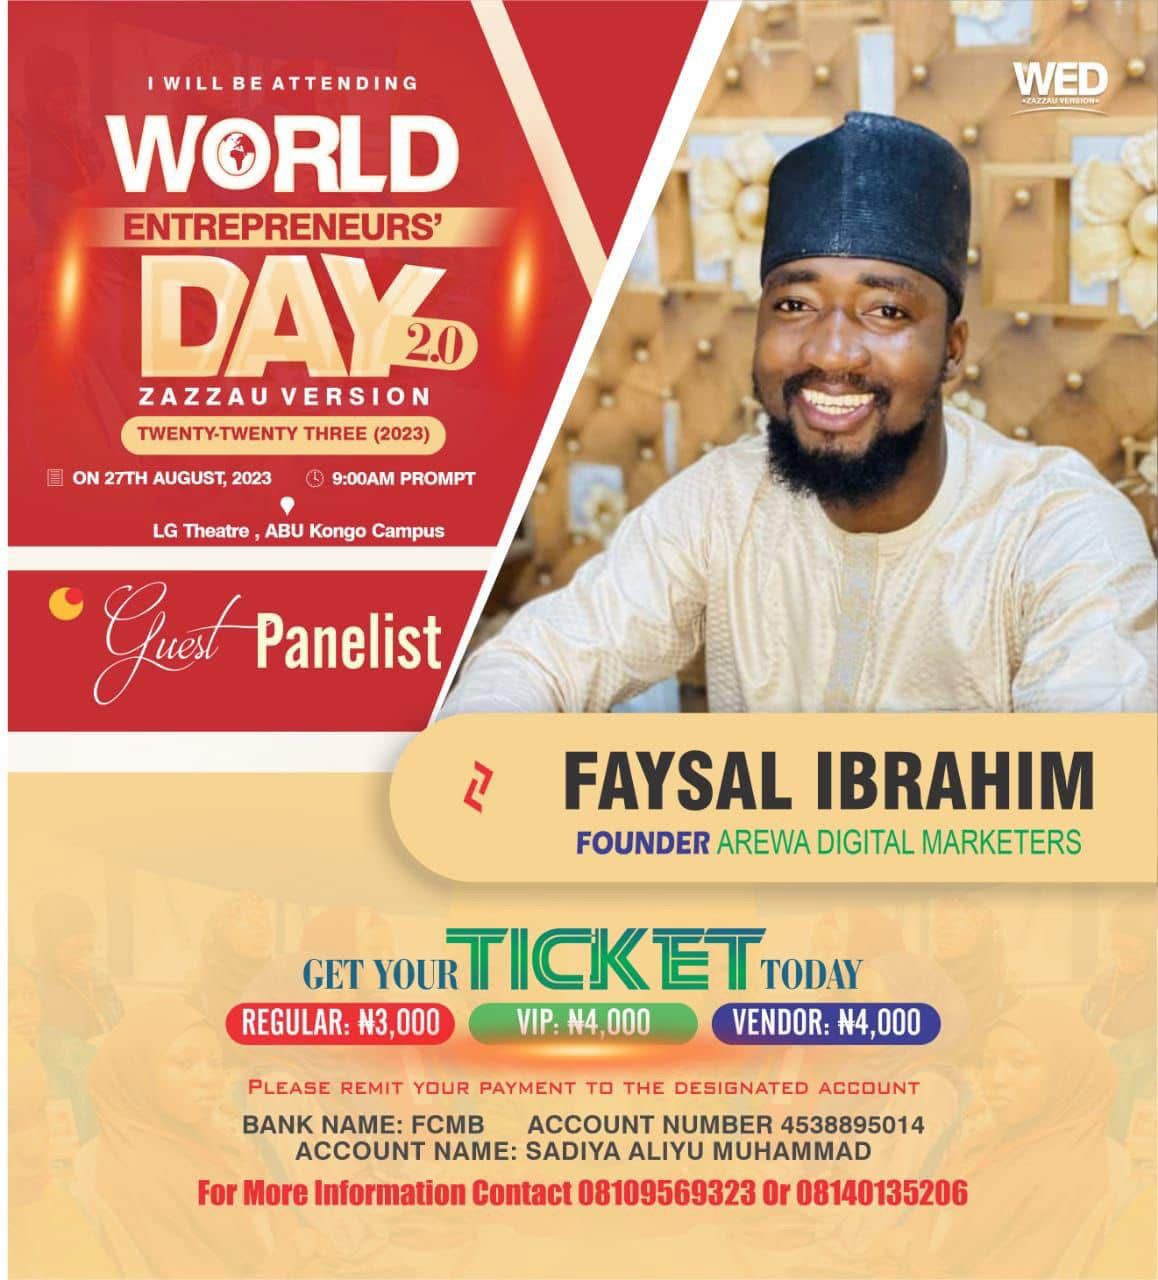 I WILL BE ATTENDING
WORLD
ENTREPRENEURS’
DAY 2.0
ZAZZAU VERSION
TWENTY-TWENTY THREE (2023)
ON 27TH AUGUST, 2023 9:00AM PROMPT
LG Theatre , ABU Kongo Campus
Guest Panelist
WED
•ZAZZAU VERSION•
FAYSAL IBRAHIM
FOUNDER AREWA DIGITAL MARKETERS
GET YOUR TICKET TODAY
REGULAR: ₦3,000 VIP: ₦4,000 VENDOR: ₦4,000
PLEASE REMIT YOUR PAYMENT TO THE DESIGNATED ACCOUNT
BANK NAME: FCMB ACCOUNT NUMBER 4538895014
ACCOUNT NAME: SADIYA ALIYU MUHAMMAD
For More Information Contact 08109569323 Or 08140135206